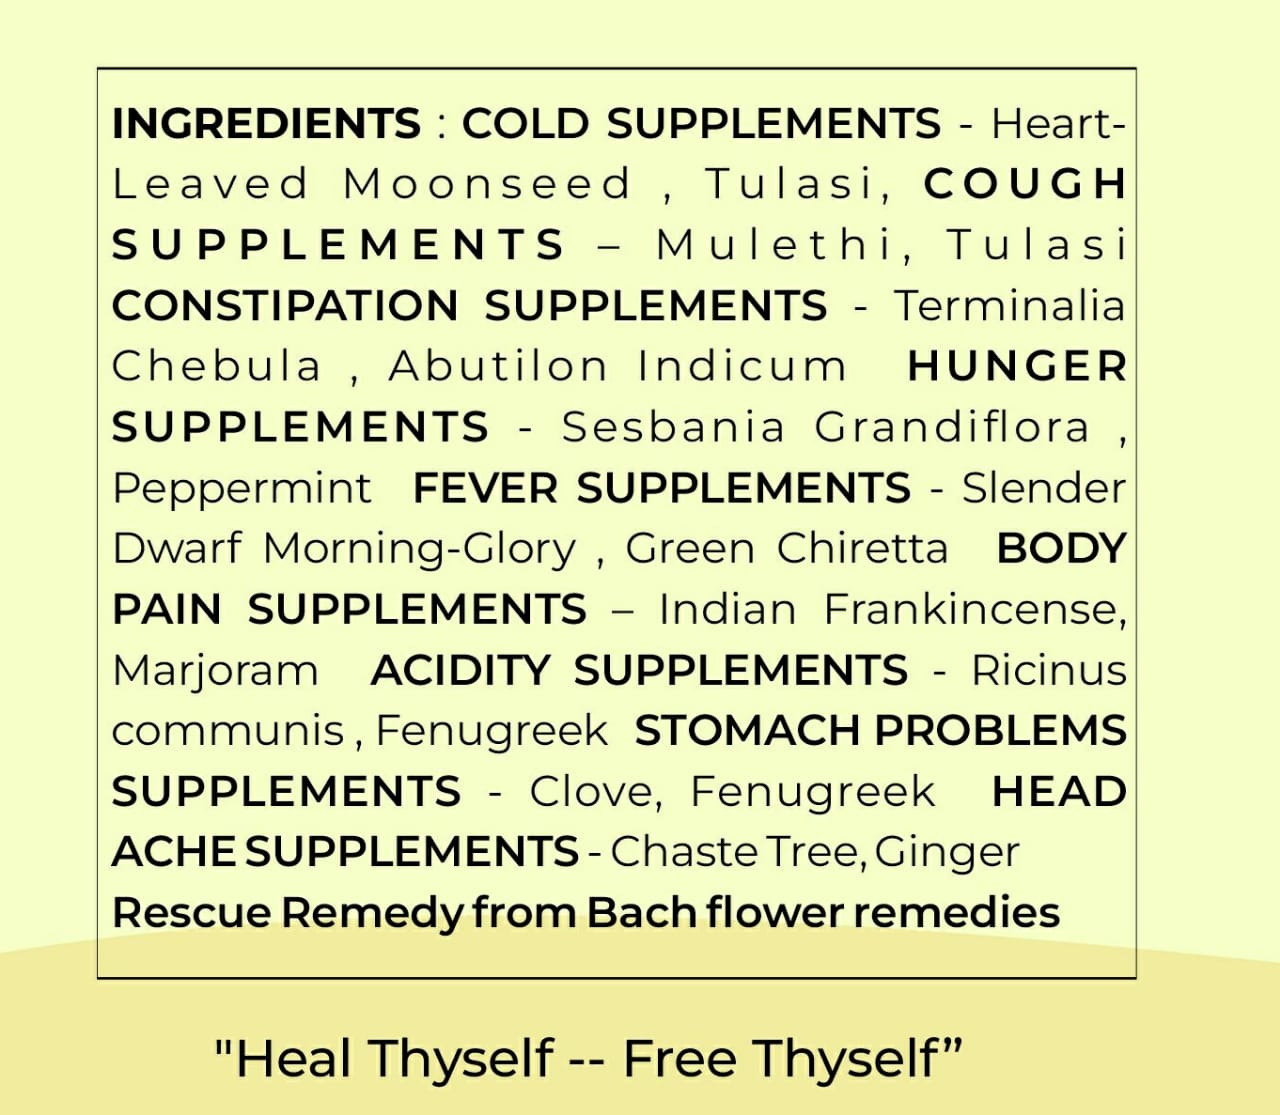 INGREDIENTS : COLD SUPPLEMENTS - Heart-
Leaved Moonseed , Tulasi, COUGH
SUPPLEMENTS – Mulethi, Tulasi
CONSTIPATION SUPPLEMENTS - Terminalia
Chebula , Abutilon Indicum HUNGER
SUPPLEMENTS - Sesbania Grandiflora ,
Peppermint FEVER SUPPLEMENTS - Slender
Dwarf Morning-Glory , Green Chiretta BODY
PAIN SUPPLEMENTS – Indian Frankincense,
Marjoram ACIDITY SUPPLEMENTS - Ricinus
communis , Fenugreek STOMACH PROBLEMS
SUPPLEMENTS - Clove, Fenugreek HEAD
ACHE SUPPLEMENTS - Chaste Tree, Ginger
Rescue Remedy from Bach flower remedies
"Heal Thyself -- Free Thyself”